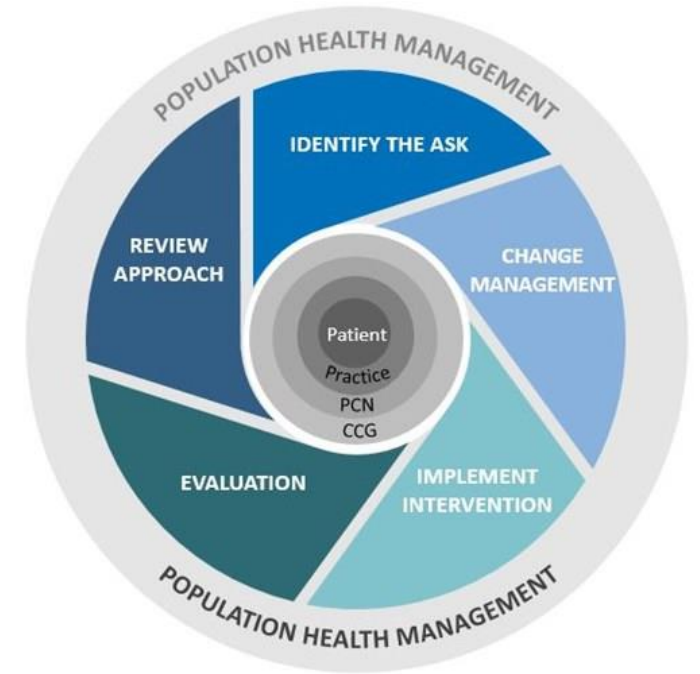 POPULATION HEALTH MANAGEMENT
IDENTIFY THE ASK
REVIEW
APPROACH
CHANGE
MANAGEMENT
Patient
Practice
PCN
CCG
EVALUATION
IMPLEMENT
INTERVENTION
POPULATION HEALTH MANAGEMENT